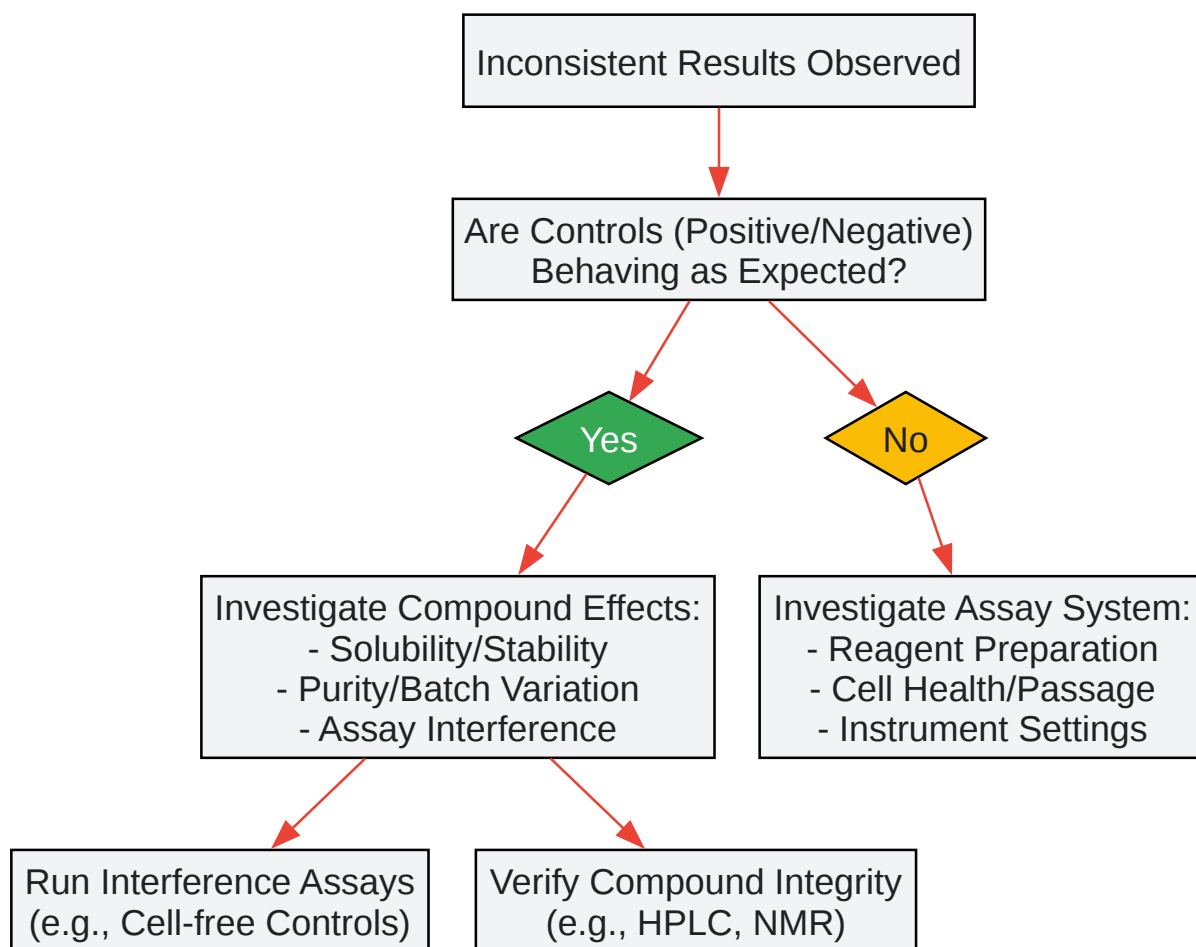 Inconsistent Results Observed
Are Controls (Positive/Negative)
Behaving as Expected?
Yes
No
Investigate Compound Effects:
- Solubility/Stability
- Purity/Batch Variation
- Assay Interference
Investigate Assay System:
- Reagent Preparation
- Cell Health/Passage
- Instrument Settings
Run Interference Assays
(e.g., Cell-free Controls)
Verify Compound Integrity
(e.g., HPLC, NMR)